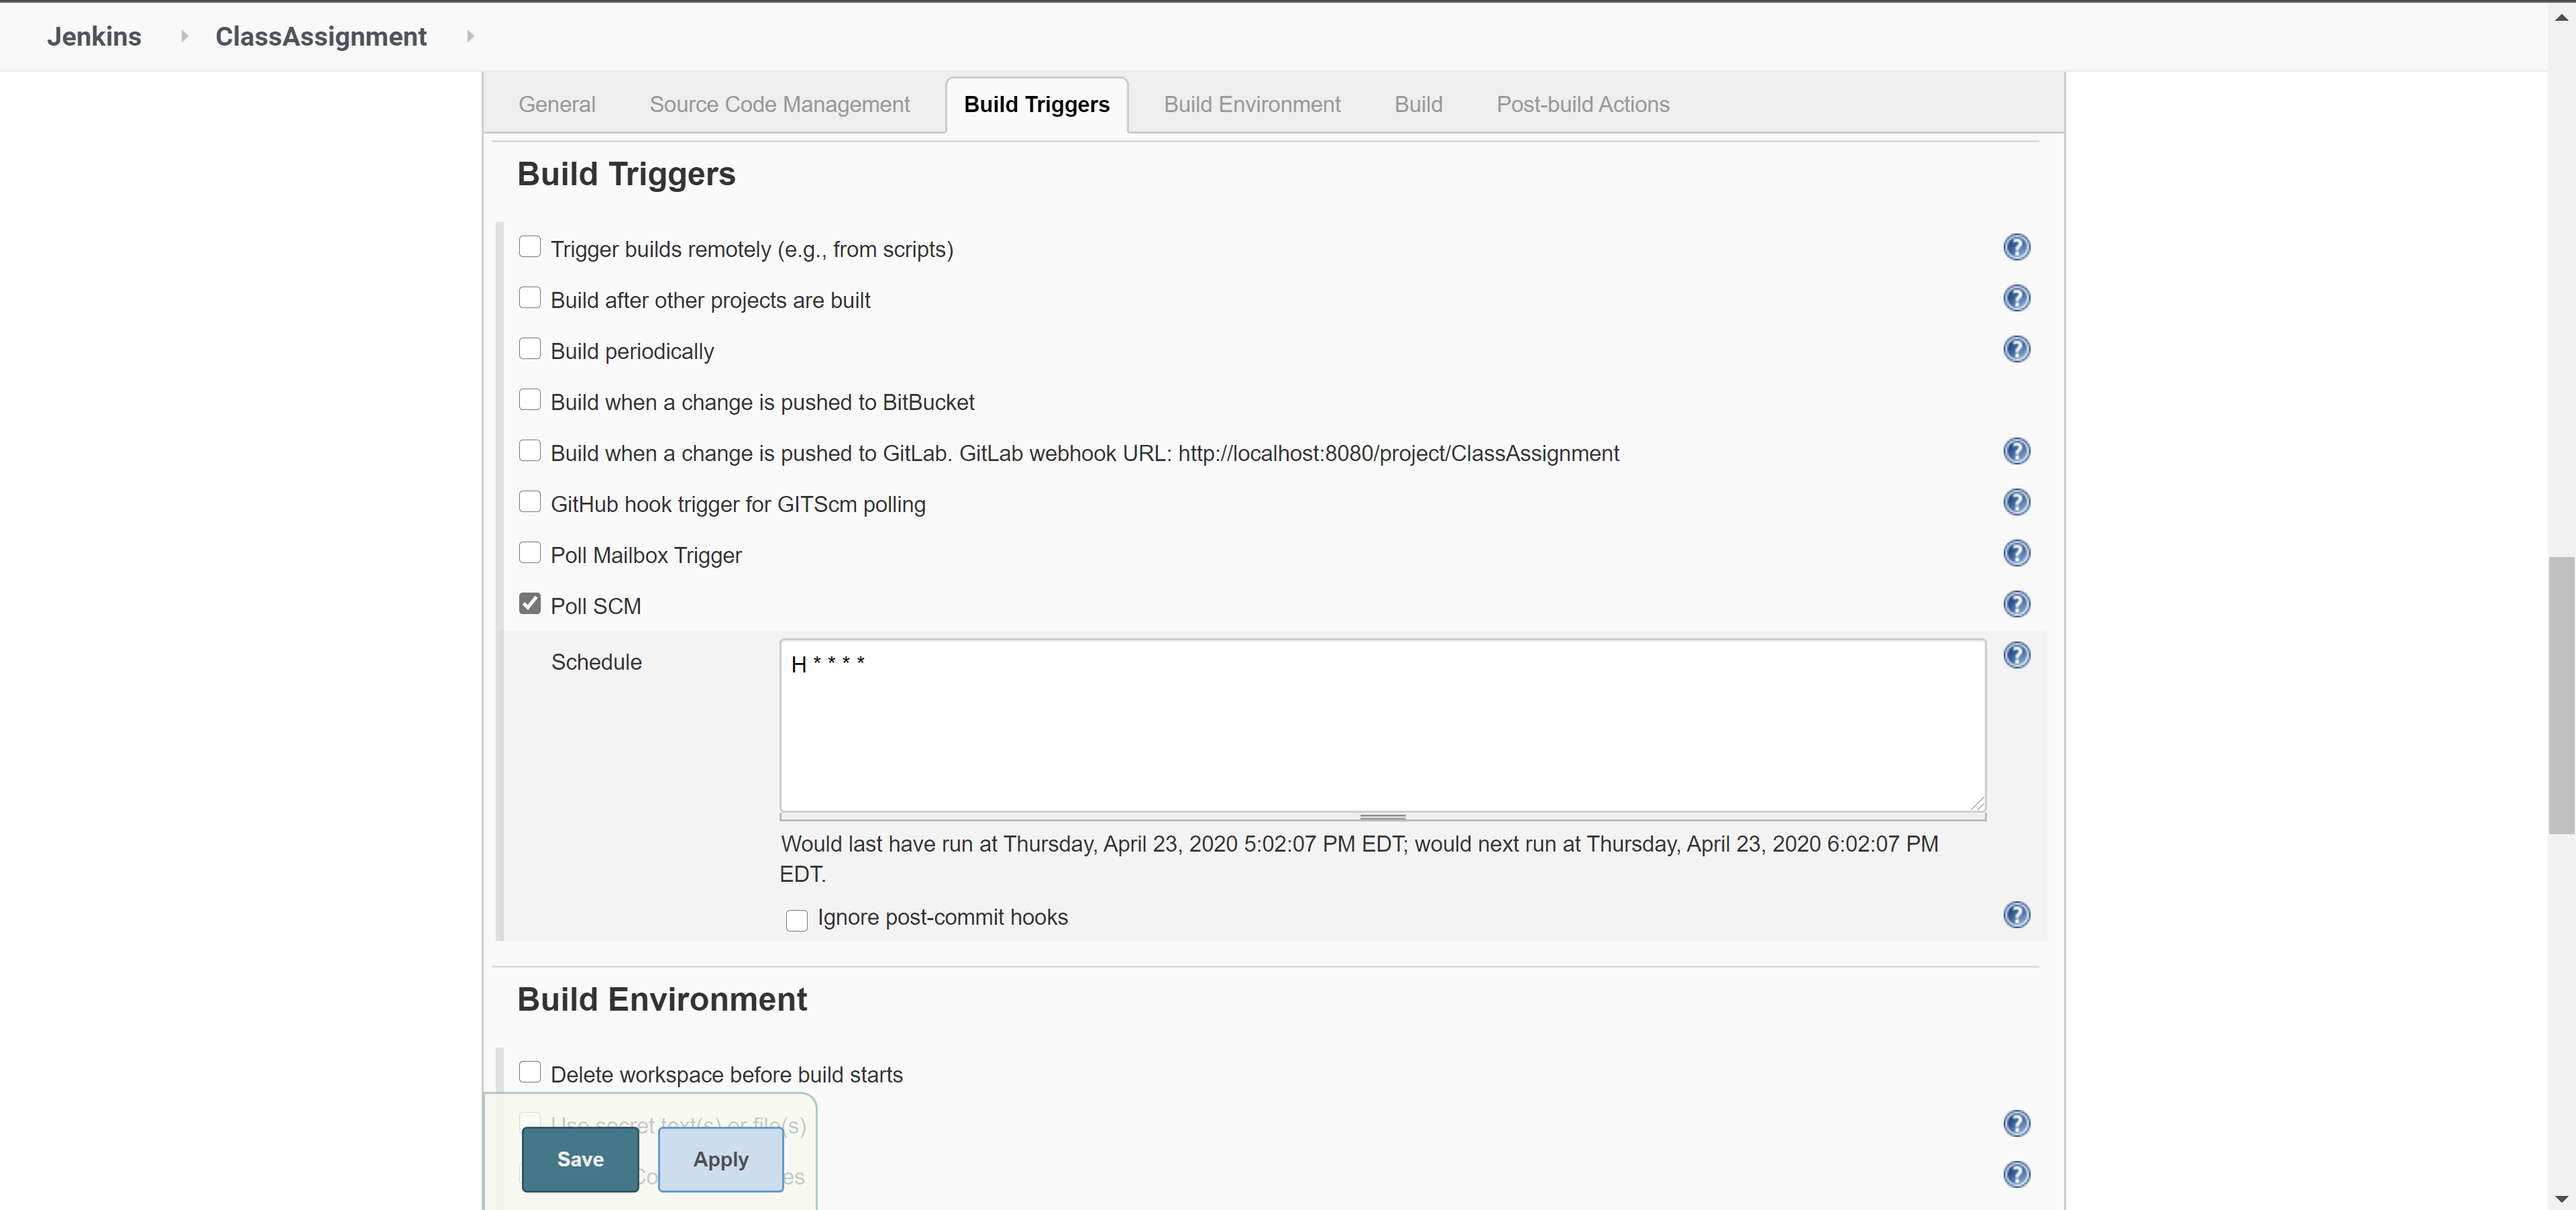 Jenkins ClassAssignment
General Source Code Management Build Triggers Build Environment Build Post-build Actions
Build Triggers
Trigger builds remotely (e.g., from scripts)
Build after other projects are built
Build periodically
Build when a change is pushed to BitBucket
Build when a change is pushed to GitLab. GitLab webhook URL: http://localhost:8080/project/ClassAssignment
GitHub hook trigger for GITScm polling
Poll Mailbox Trigger
Poll SCM
Schedule H * * * *
Would last have run at Thursday, April 23, 2020 5:02:07 PM EDT; would next run at Thursday, April 23, 2020 6:02:07 PM
EDT.
Ignore post-commit hooks
Build Environment
Delete workspace before build starts
Use secret text(s) or file(s)
Save Apply